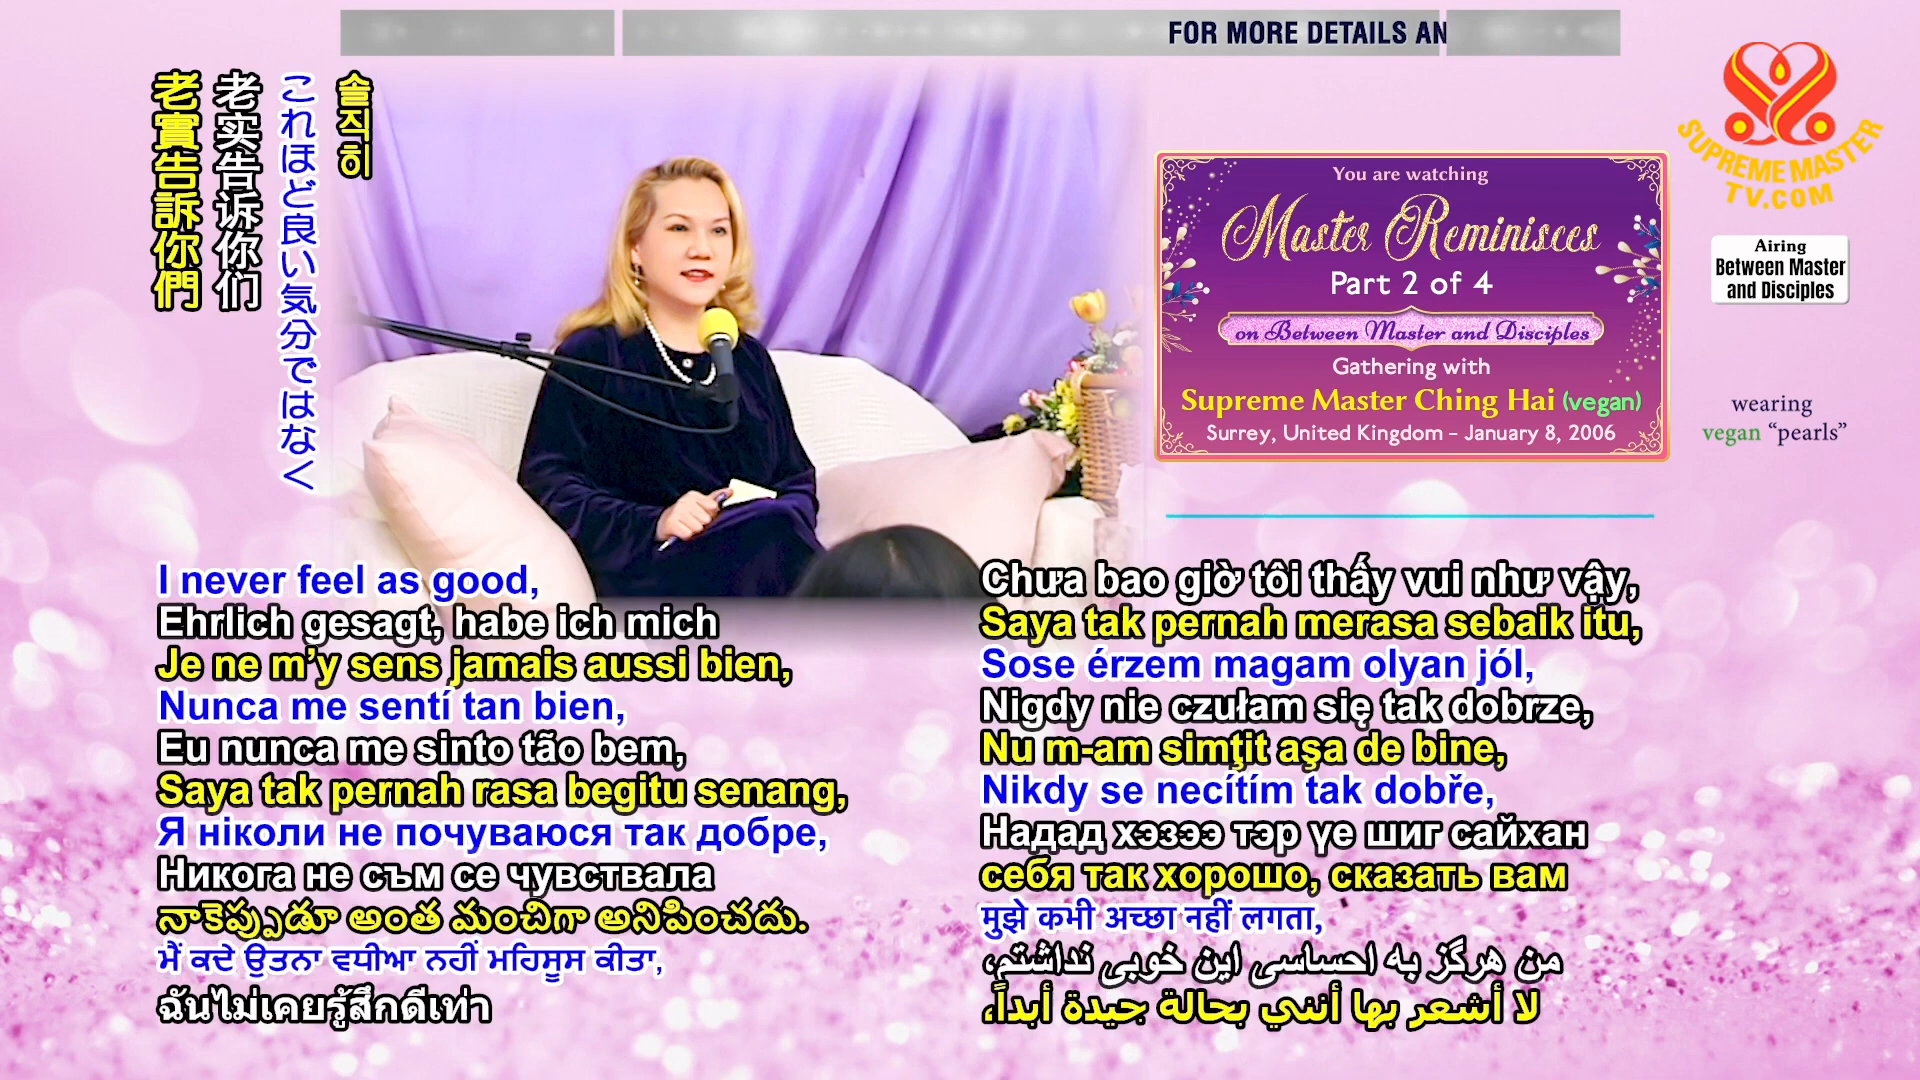 FOR MORE DETAILS AN
老實告訴你們
老实告诉你们
これほど良い気分ではなく
솔직히
You are watching
Master Reminisces
Part 2 of 4
on Between Master and Disciples
Gathering with
Supreme Master Ching Hai (vegan)
Surrey, United Kingdom – January 8, 2006
SUPREME MASTER
TV.COM
Airing
Between Master
and Disciples
wearing
vegan “pearls”
I never feel as good,
Ehrlich gesagt, habe ich mich
Je ne m’y sens jamais aussi bien,
Nunca me sentí tan bien,
Eu nunca me sinto tão bem,
Saya tak pernah rasa begitu senang,
Я ніколи не почуваюся так добре,
Никога не съм се чувствала
నాకెప్పుడూ అంత మంచిగా అనిపించదు.
ਮੈਂ ਕਦੇ ਉਤਨਾ ਵਧੀਆ ਨਹੀਂ ਮਹਿਸੂਸ ਕੀਤਾ,
ฉันไม่เคยรู้สึกดีเท่า
Chưa bao giờ tôi thấy vui như vậy,
Saya tak pernah merasa sebaik itu,
Sose érzem magam olyan jól,
Nigdy nie czułam się tak dobrze,
Nu m-am simţit aşa de bine,
Nikdy se necítím tak dobře,
Надад хэзээ тэр үе шиг сайхан
себя так хорошо, сказать вам
मुझे कभी अच्छा नहीं लगता,
من هرگز به احساسی این خوبی نداشتم،
لا أشعر بها أنني بحالة جيدة أبداً،